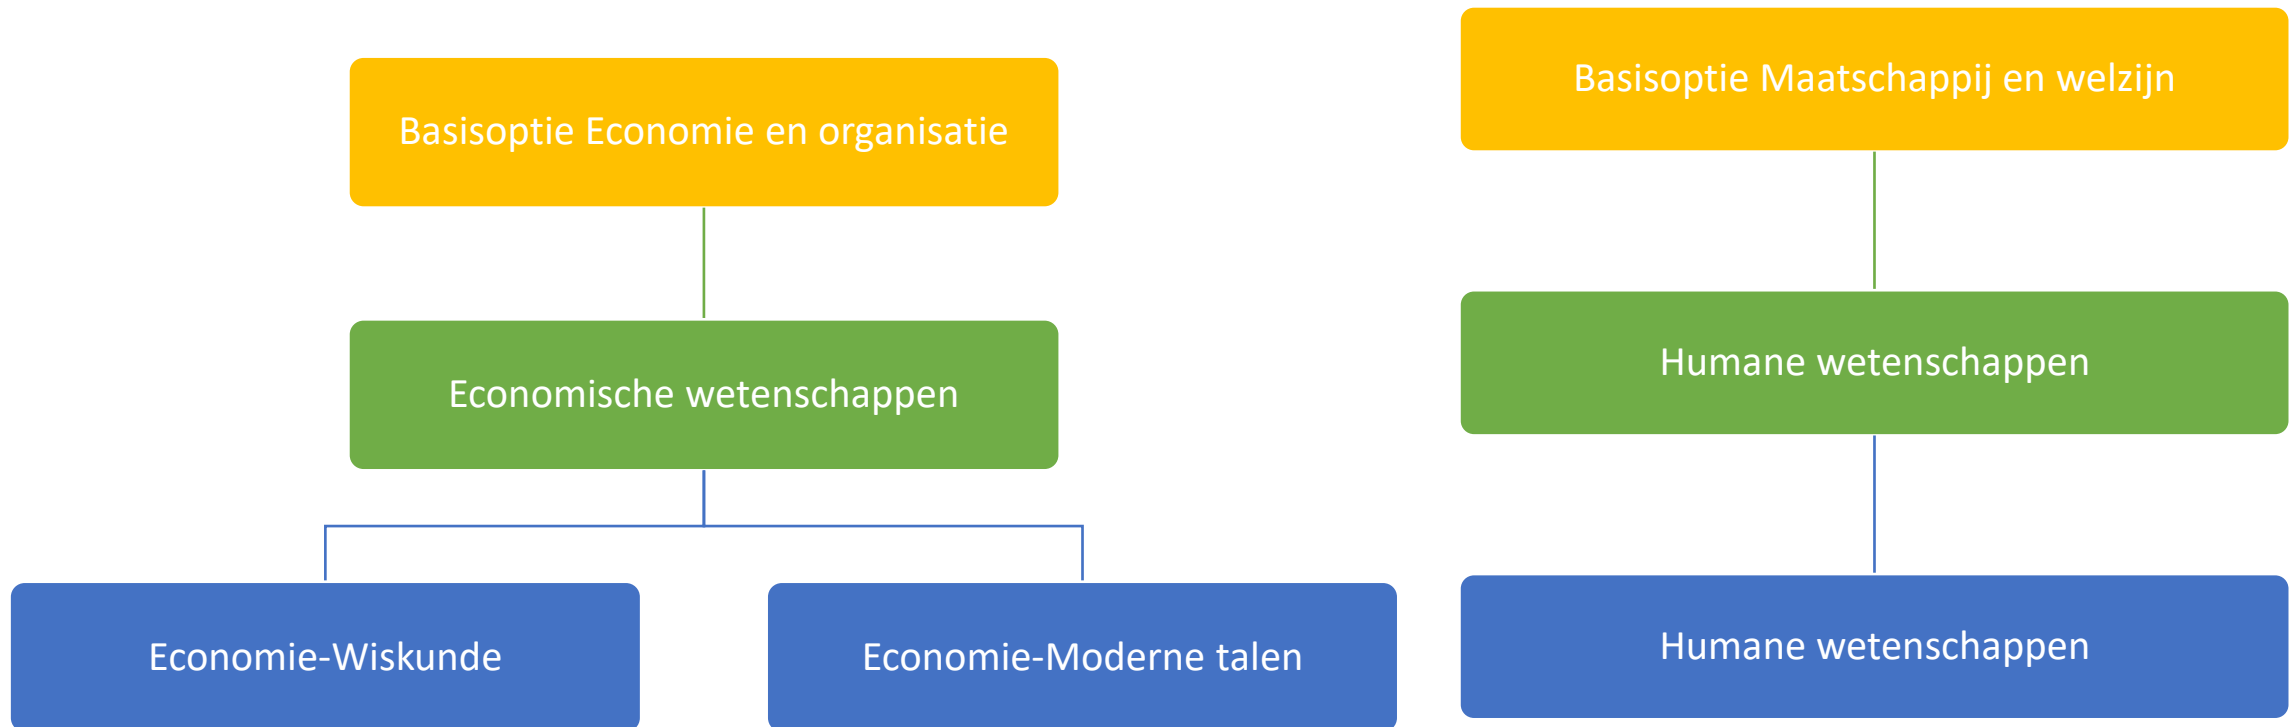 Basisoptie Economie en organisatie
Economische wetenschappen
Economie-Wiskunde
Economie-Moderne talen
Basisoptie Maatschappij en welzijn
Humane wetenschappen
Humane wetenschappen